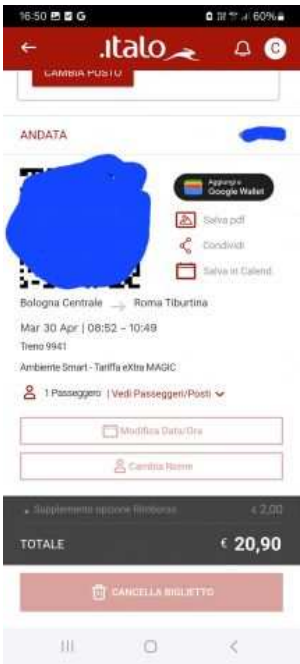 16:50 60%
.italo C
CAMBIA POSTO
ANDATA
Aggiungi a
Google Wallet
Salva pdf
Condividi
Salva in Calend.
Bologna Centrale → Roma Tiburtina
Mar 30 Apr | 08:52 - 10:49
Treno 9941
Ambiente Smart - Tariffa eXtra MAGIC
1 Passeggero | Vedi Passeggeri/Posti
Modifica Data/Ora
Cambia Nome
Supplemento opzione Rimborso € 2,00
TOTALE € 20,90
CANCELLA BIGLIETTO